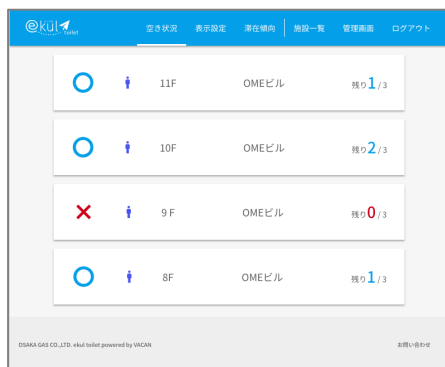 ekül toilet
空き状況 表示設定 滞在傾向 施設一覧 管理画面 ログアウト
11F OMEビル 残り1/3
10F OMEビル 残り2/3
9 F OMEビル 残り0/3
8F OMEビル 残り1/3
OSAKA GAS CO.,LTD. ekul toilet powered by VACAN お問い合わせ